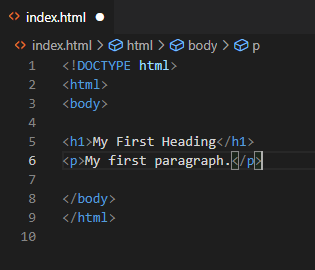 index.html
index.html > html > body > p
1 <!DOCTYPE html>
2 <html>
3 <body>
4
5 <h1>My First Heading</h1>
6 <p>My first paragraph.</p>
7
8 </body>
9 </html>
10